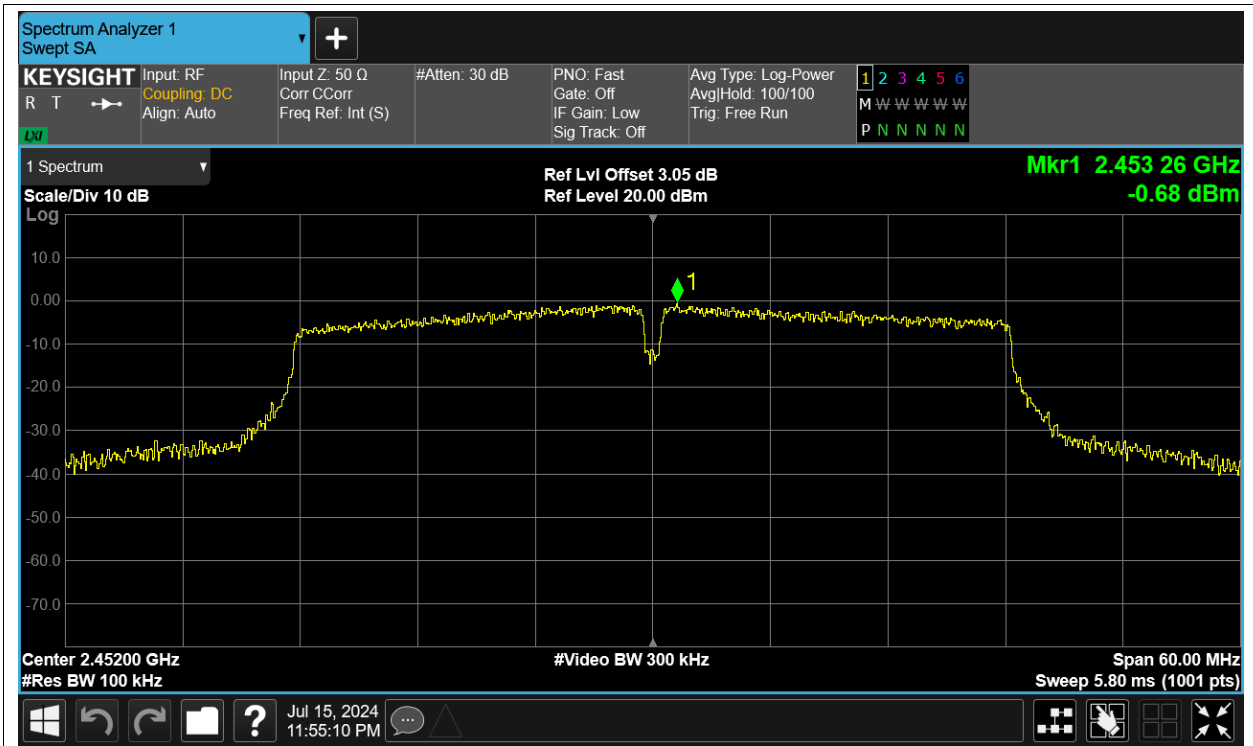 Spectrum Analyzer 1
Swept SA
KEYSIGHT
R T
LXI
Input: RF
Coupling: DC
Align: Auto
Input Z: 50 Ω
Corr CCorr
Freq Ref: Int (S)
#Atten: 30 dB
PNO: Fast
Gate: Off
IF Gain: Low
Sig Track: Off
Avg Type: Log-Power
Avg|Hold: 100/100
Trig: Free Run
1 2 3 4 5 6
M W W W W W
P N N N N N
1 Spectrum
Scale/Div 10 dB
Log
Ref Lvl Offset 3.05 dB
Ref Level 20.00 dBm
Mkr1 2.453 26 GHz
-0.68 dBm
10.0
0.00
-10.0
-20.0
-30.0
-40.0
-50.0
-60.0
-70.0
1
Center 2.45200 GHz
#Res BW 100 kHz
#Video BW 300 kHz
Span 60.00 MHz
Sweep 5.80 ms (1001 pts)
?
Jul 15, 2024
11:55:10 PM